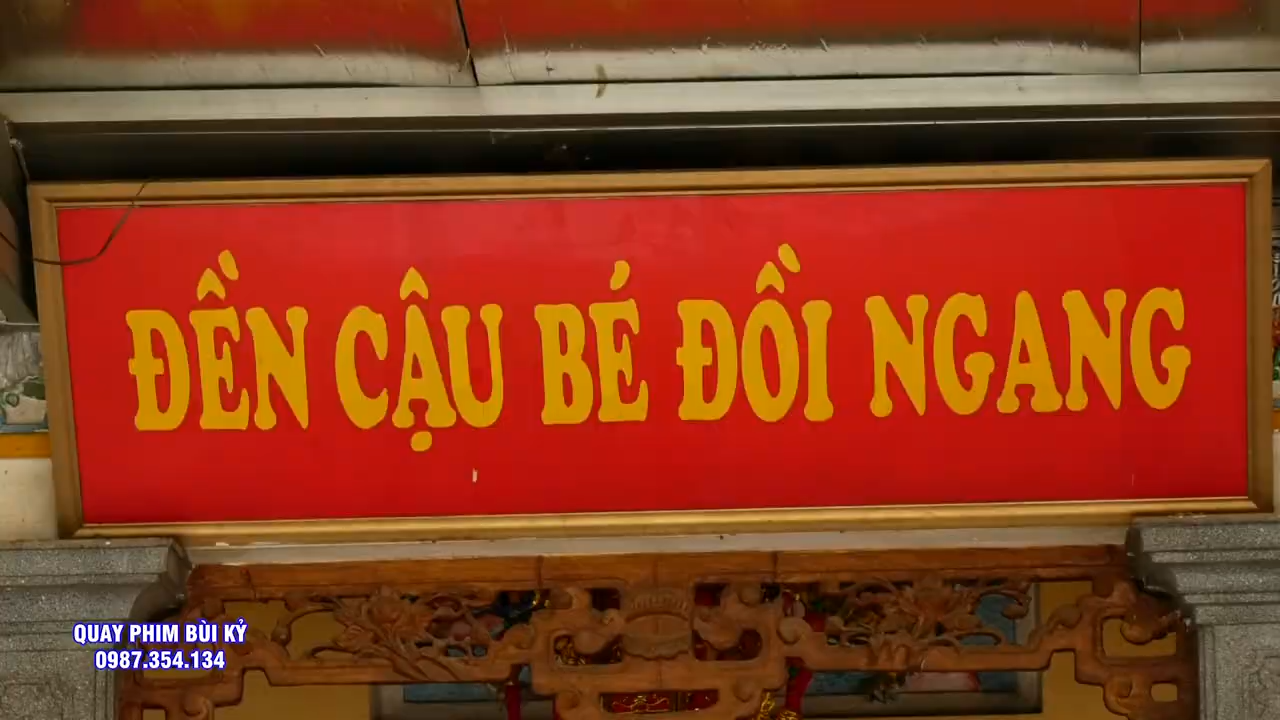 ĐỀN CẬU BÉ ĐỒI NGANG
QUAY PHIM BÙI KỶ
0987.354.134